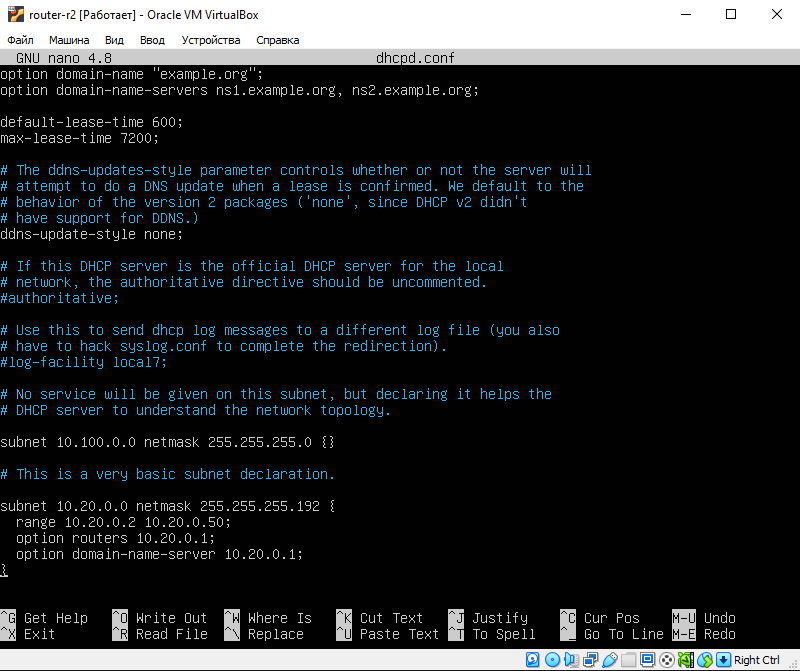 router-r2 [Работает] - Oracle VM VirtualBox
Файл Машина Вид Ввод Устройства Справка
GNU nano 4.8 dhcpd.conf
option domain-name "example.org";
option domain-name-servers ns1.example.org, ns2.example.org;
default-lease-time 600;
max-lease-time 7200;
# The ddns-updates-style parameter controls whether or not the server will
# attempt to do a DNS update when a lease is confirmed. We default to the
# behavior of the version 2 packages ('none', since DHCP v2 didn't
# have support for DDNS.)
ddns-update-style none;
# If this DHCP server is the official DHCP server for the local
# network, the authoritative directive should be uncommented.
#authoritative;
# Use this to send dhcp log messages to a different log file (you also
# have to hack syslog.conf to complete the redirection).
#log-facility local7;
# No service will be given on this subnet, but declaring it helps the
# DHCP server to understand the network topology.
subnet 10.100.0.0 netmask 255.255.255.0 {}
# This is a very basic subnet declaration.
subnet 10.20.0.0 netmask 255.255.255.192 {
range 10.20.0.2 10.20.0.50;
option routers 10.20.0.1;
option domain-name-server 10.20.0.1;
}
^G Get Help ^O Write Out ^W Where Is ^K Cut Text ^J Justify ^C Cur Pos M-U Undo
^X Exit ^R Read File ^\ Replace ^U Paste Text ^T To Spell ^_ Go To Line M-E Redo
Right Ctrl